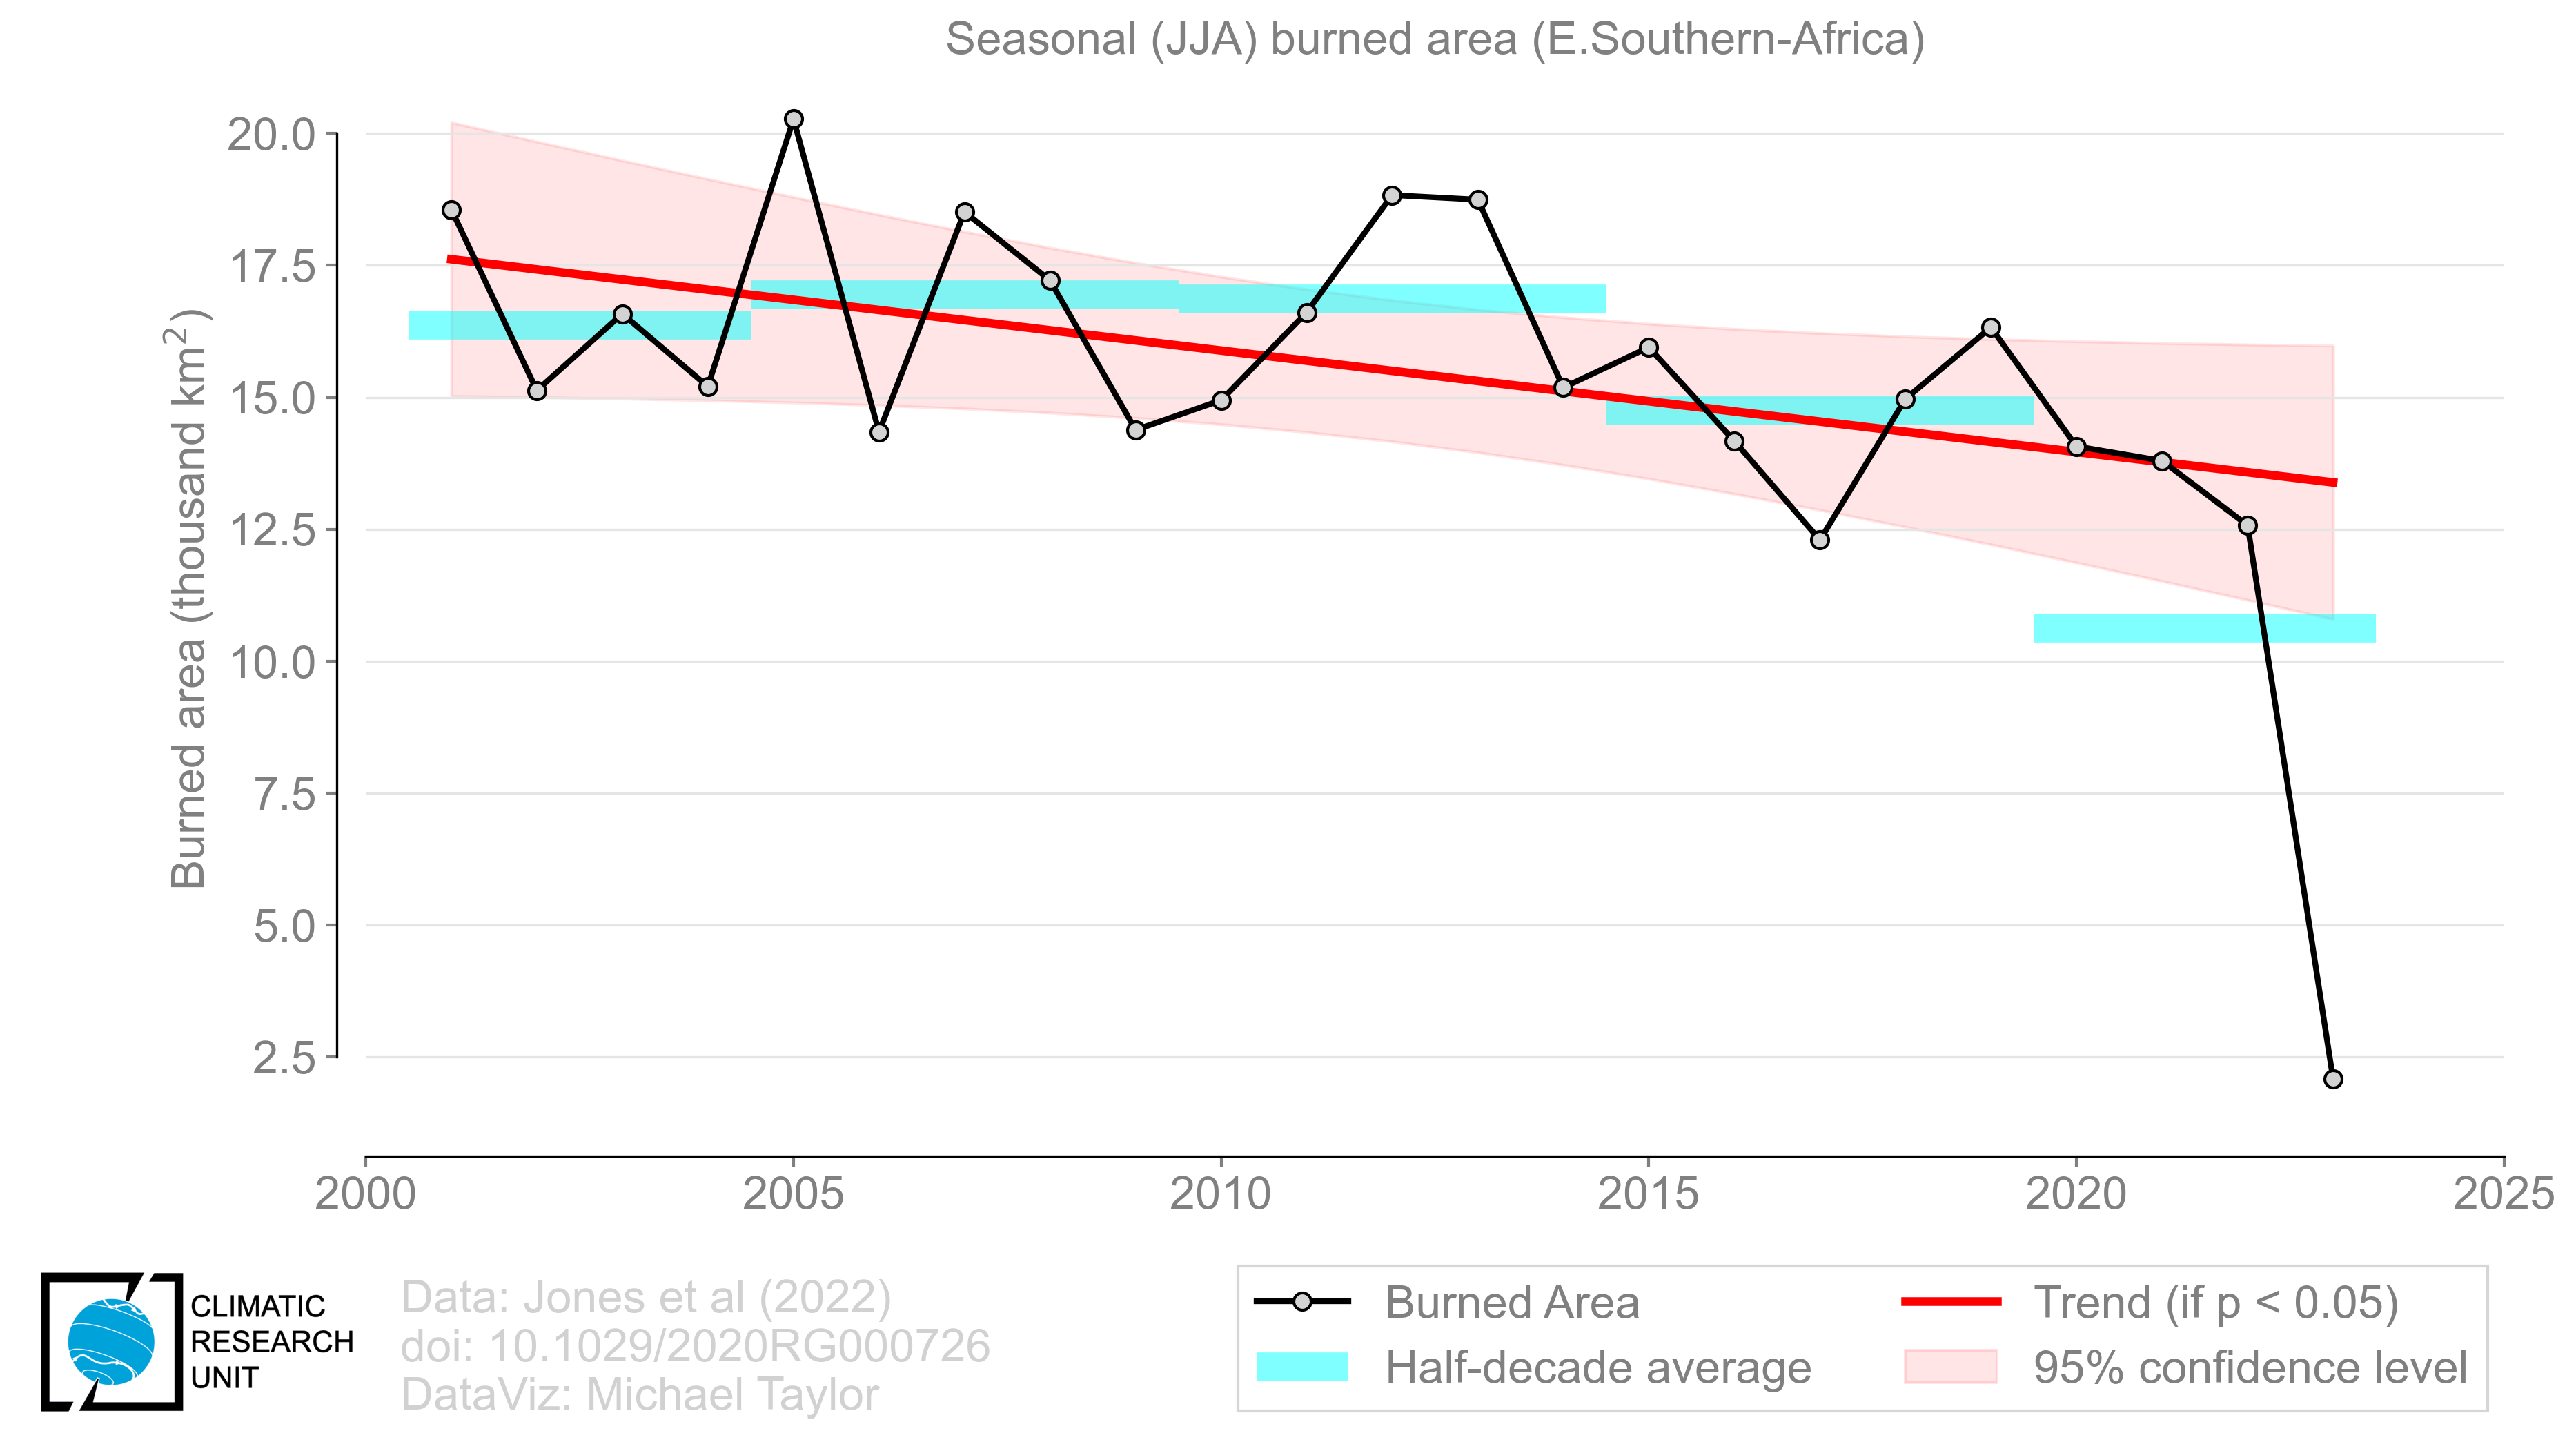 Seasonal (JJA) burned area (E.Southern-Africa)
Burned area (thousand km²)
20.0
17.5
15.0
12.5
10.0
7.5
5.0
2.5
2000
2005
2010
2015
2020
2025
CLIMATIC
RESEARCH
UNIT
Data: Jones et al (2022)
doi: 10.1029/2020RG000726
DataViz: Michael Taylor
Burned Area
Half-decade average
Trend (if p < 0.05)
95% confidence level